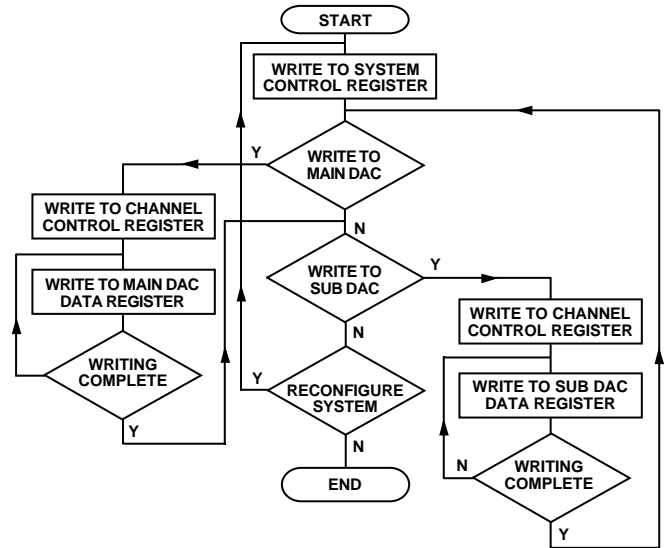 START
WRITE TO SYSTEM
CONTROL REGISTER
Y
WRITE TO
MAIN DAC
N
WRITE TO CHANNEL
CONTROL REGISTER
WRITE TO MAIN DAC
DATA REGISTER
WRITING
COMPLETE
Y
WRITE TO
SUB DAC
Y
N
WRITE TO CHANNEL
CONTROL REGISTER
WRITE TO SUB DAC
DATA REGISTER
N
WRITING
COMPLETE
Y
Y
RECONFIGURE
SYSTEM
N
END